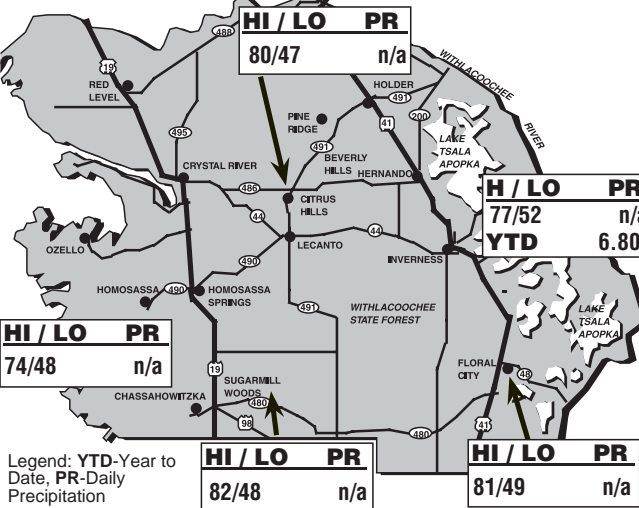 HI / LO PR
80/47 n/a
488
19
RED
LEVEL
WITHLACOOCHEE
RIVER
HOLDER
491
PINE
RIDGE
41
200
495
491
LAKE
TSALA
APOPKA
BEVERLY
HILLS
CRYSTAL RIVER
HERNANDO
486
CITRUS
HILLS
H / LO PR
77/52 n/a
YTD 6.80
44
44
LECANTO
OZELLO
INVERNESS
490
HOMOSASSA
490
HOMOSASSA
SPRINGS
491
WITHLACOOCHEE
STATE FOREST
LAKE
TSALA
APOPKA
HI / LO PR
74/48 n/a
19
FLORAL
CITY
48
SUGARMILL
WOODS
CHASSAHOWITZKA
480
98
41
480
HI / LO PR
82/48 n/a
HI / LO PR
81/49 n/a
Legend: YTD-Year to
Date, PR-Daily
Precipitation